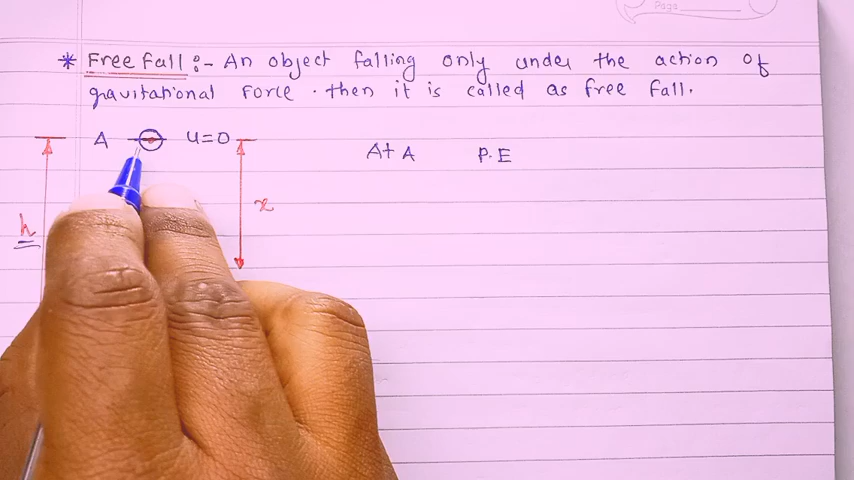 Page
* Free Fall :- An object falling only under the action of
gravitational Force . then it is called as free fall.
A u=0
At A P.E
h
x